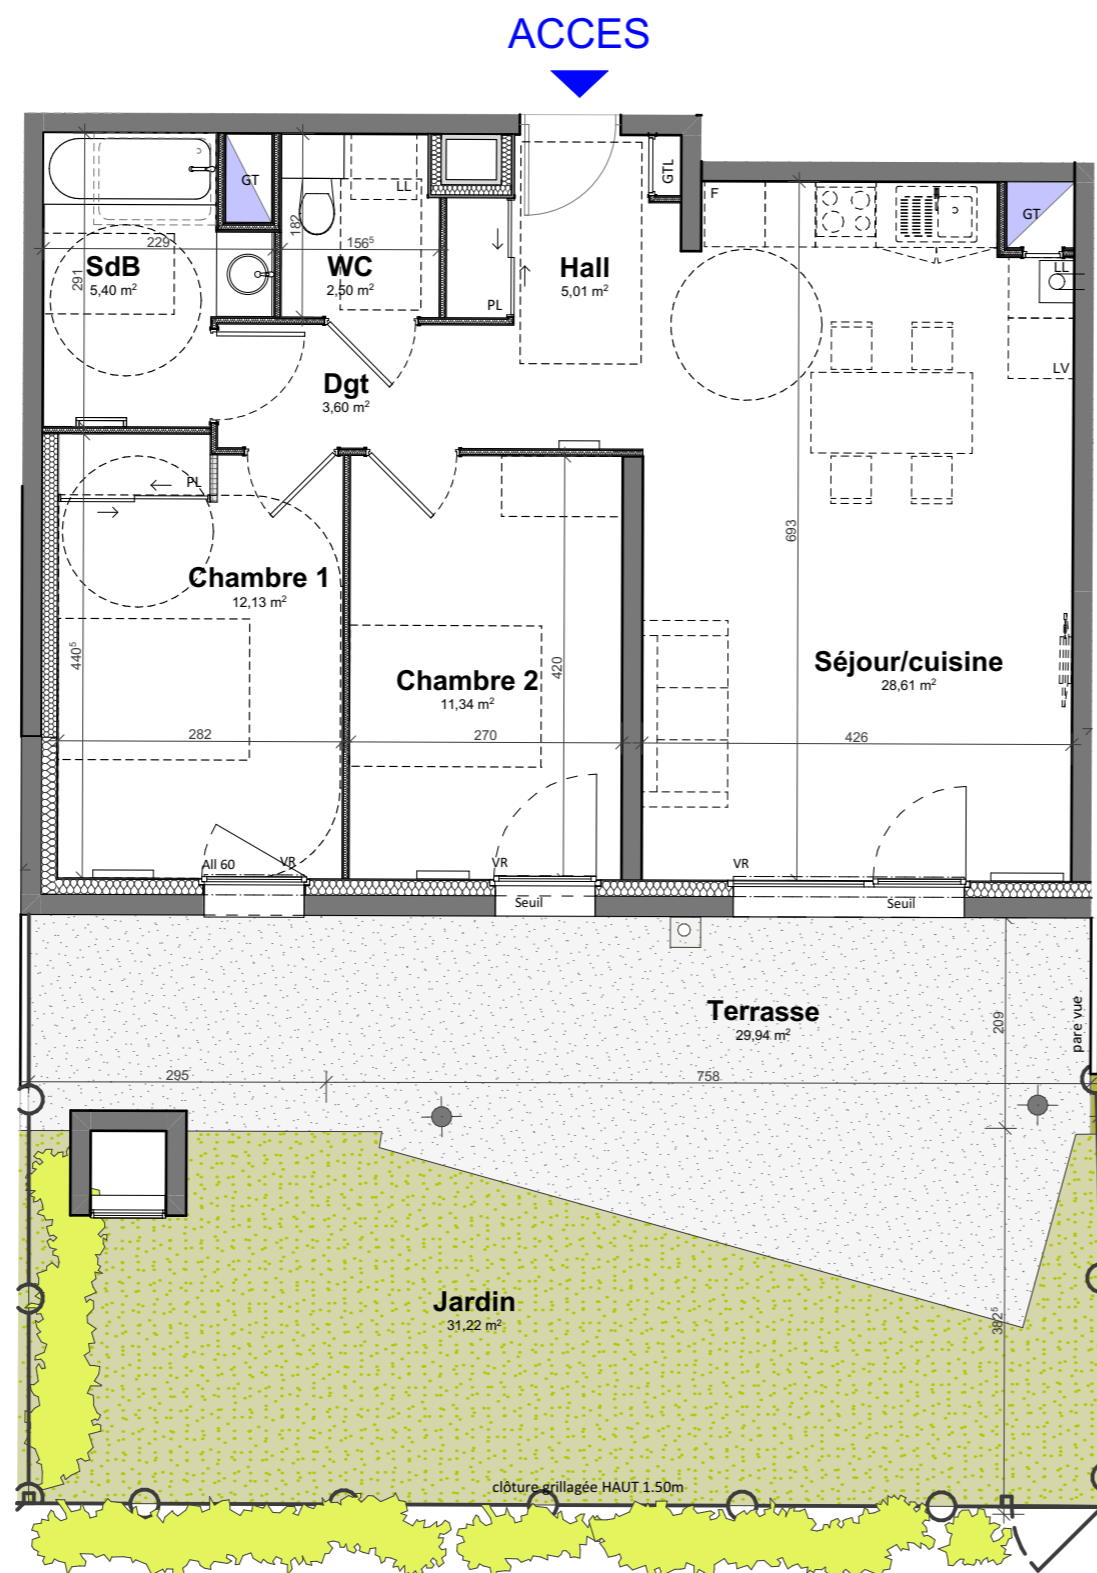 ACCES
GT
LL
GTL
F
GT
182
229
156⁵
291
SdB
5,40 m²
WC
2,50 m²
Hall
5,01 m²
PL
LL
LV
Dgt
3,60 m²
PL
693
Chambre 1
12,13 m²
Chambre 2
11,34 m²
420
440⁵
Séjour/cuisine
28,61 m²
282
270
426
All 60
VR
VR
VR
Seuil
Seuil
Terrasse
29,94 m²
209
pare vue
295
758
Jardin
31,22 m²
382⁵
clôture grillagée HAUT 1.50m